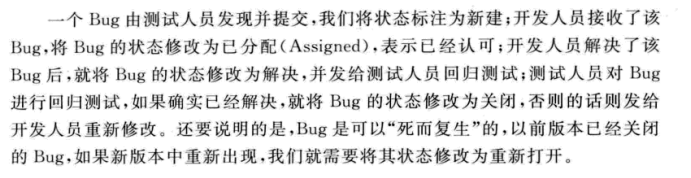 一个 Bug 由测试人员发现并提交,我们将状态标注为新建;开发人员接收了该
Bug,将 Bug 的状态修改为已分配(Assigned),表示已经认可;开发人员解决了该
Bug 后,就将 Bug 的状态修改为解决,并发给测试人员回归测试;测试人员对 Bug
进行回归测试,如果确实已经解决,就将 Bug 的状态修改为关闭,否则的话则发给
开发人员重新修改。还要说明的是,Bug 是可以“死而复生”的,以前版本已经关闭
的 Bug,如果新版本中重新出现,我们就需要将其状态修改为重新打开。